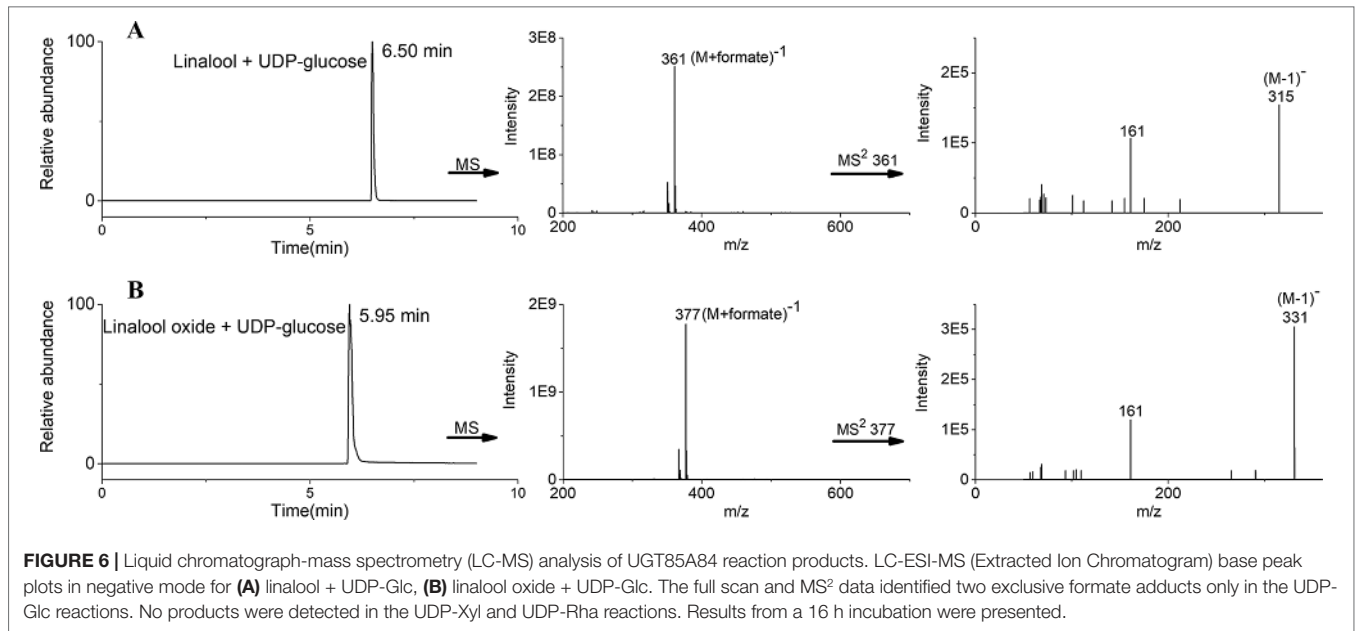 A
100
Linalool + UDP-glucose
6.50 min
Relative abundance
0
0
5
10
Time(min)
MS
3E8
2E8
1E8
0
Intensity
361 (M+formate)⁻¹
200
400
600
m/z
MS² 361
2E5
1E5
0
Intensity
161
(M-1)⁻
315
0
200
m/z
B
100
Linalool oxide + UDP-glucose
5.95 min
Relative abundance
0
0
5
10
Time(min)
MS
2E9
1E9
0
Intensity
377 (M+formate)⁻¹
200
400
600
m/z
MS² 377
3E5
2E5
1E5
0
Intensity
161
(M-1)⁻
331
0
200
m/z
FIGURE 6 | Liquid chromatograph-mass spectrometry (LC-MS) analysis of UGT85A84 reaction products. LC-ESI-MS (Extracted Ion Chromatogram) base peak
plots in negative mode for (A) linalool + UDP-Glc, (B) linalool oxide + UDP-Glc. The full scan and MS² data identified two exclusive formate adducts only in the UDP-
Glc reactions. No products were detected in the UDP-Xyl and UDP-Rha reactions. Results from a 16 h incubation were presented.